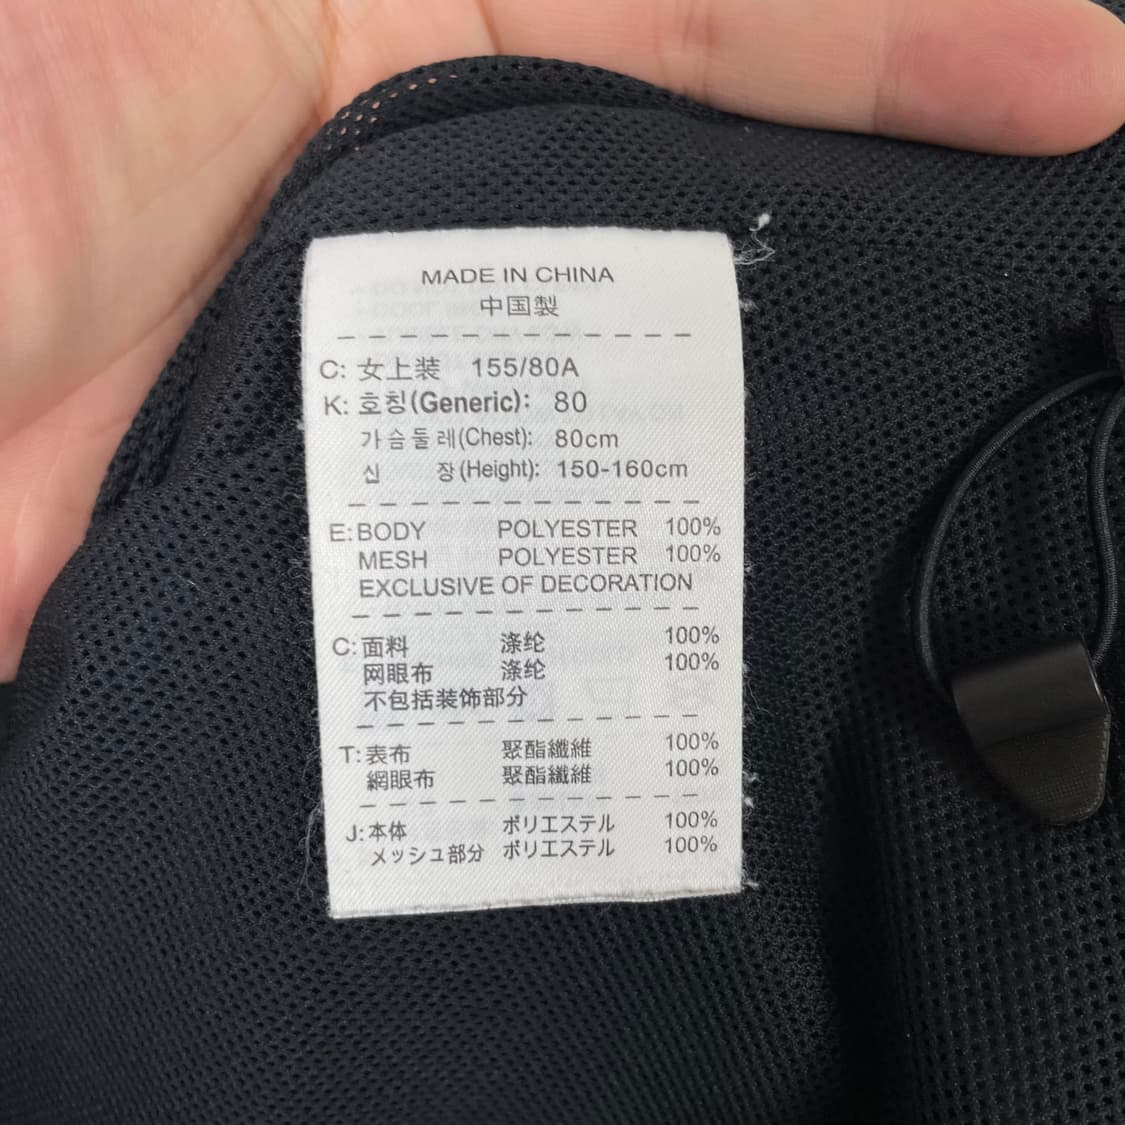 MADE IN CHINA
中国製
C: 女上装 155/80A
K: 호칭(Generic): 80
가슴둘레(Chest): 80cm
신 장(Height): 150-160cm
E: BODY POLYESTER 100%
MESH POLYESTER 100%
EXCLUSIVE OF DECORATION
C: 面料 涤纶 100%
网眼布 涤纶 100%
不包括装饰部分
T: 表布 聚酯纖維 100%
網眼布 聚酯纖維 100%
J: 本体 ポリエステル 100%
メッシュ部分 ポリエステル 100%